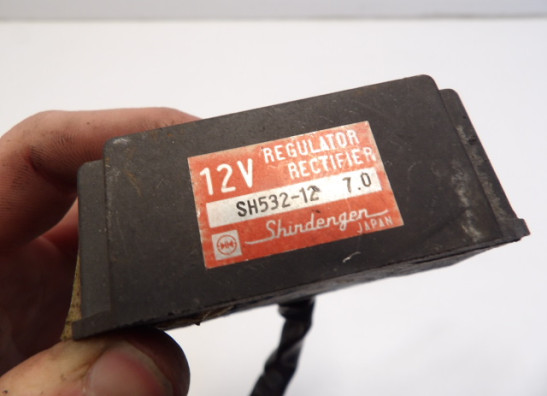 12V REGULATOR
RECTIFIER
SH532-12 7.0
Shindengen
JAPAN